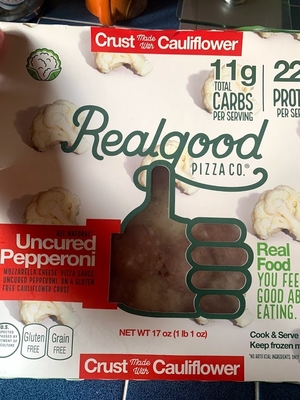 Crust Made With Cauliflower
11g
TOTAL
CARBS
PER SERVING
22
PROT
PER SER
Realgood
PIZZA CO.®
Uncured
Pepperoni
MOZZARELLA CHEESE, PIZZA SAUCE
UNCURED PEPPERONI, ON A GLUTEN
FREE CAULIFLOWER CRUST
Real
Food
YOU FEE
GOOD AB
EATING.
U.S.
Gluten
FREE
Grain
FREE
NET WT 17 oz (1 lb 1 oz)
Cook & Serve
Keep frozen
Crust Made With Cauliflower